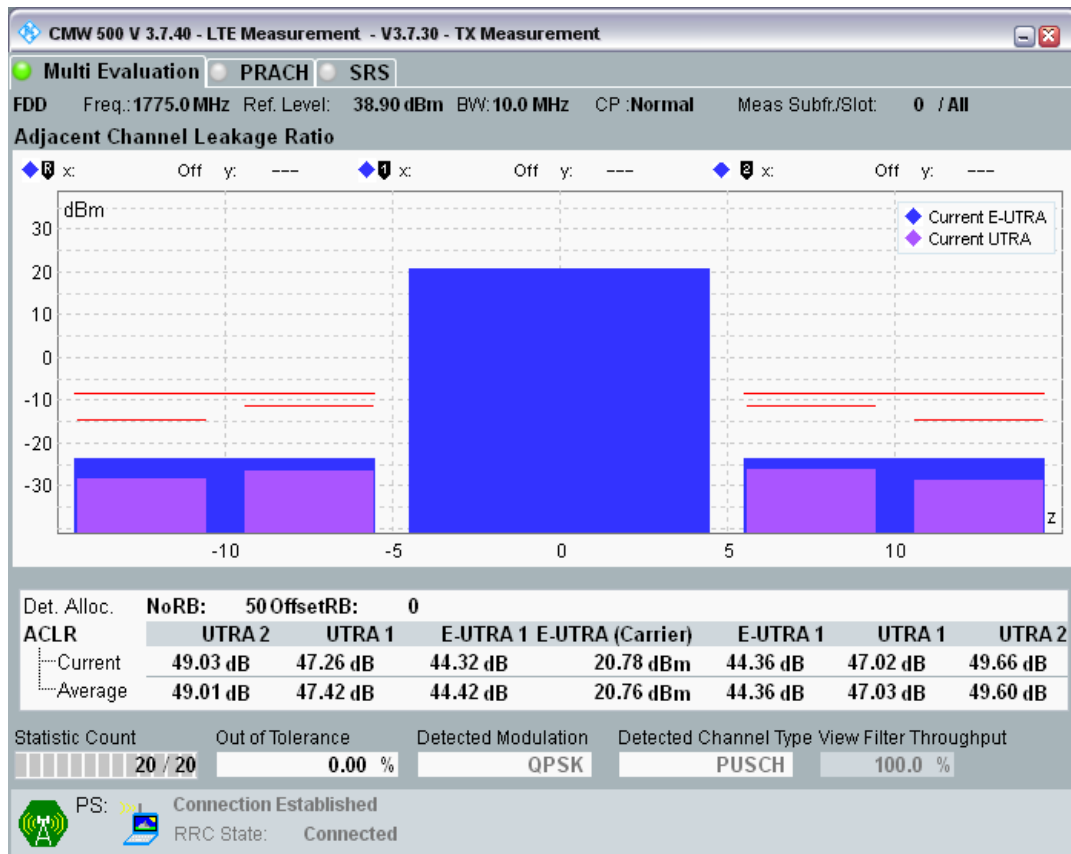 CMW 500 V 3.7.40 - LTE Measurement - V3.7.30 - TX Measurement
Multi Evaluation PRACH SRS
FDD Freq.: 1775.0 MHz Ref. Level: 38.90 dBm BW: 10.0 MHz CP :Normal Meas Subfr./Slot: 0 / All
Adjacent Channel Leakage Ratio
R x: Off y: --- 1 x: Off y: --- 2 x: Off y: ---
dBm
Current E-UTRA
Current UTRA
30
20
10
0
-10
-20
-30
z
-10 -5 0 5 10
Det. Alloc. NoRB: 50 OffsetRB: 0
ACLR UTRA 2 UTRA 1 E-UTRA 1 E-UTRA (Carrier) E-UTRA 1 UTRA 1 UTRA 2
Current 49.03 dB 47.26 dB 44.32 dB 20.78 dBm 44.36 dB 47.02 dB 49.66 dB
Average 49.01 dB 47.42 dB 44.42 dB 20.76 dBm 44.36 dB 47.03 dB 49.60 dB
Statistic Count Out of Tolerance Detected Modulation Detected Channel Type View Filter Throughput
20 / 20 0.00 % QPSK PUSCH 100.0 %
PS: Connection Established
RRC State: Connected